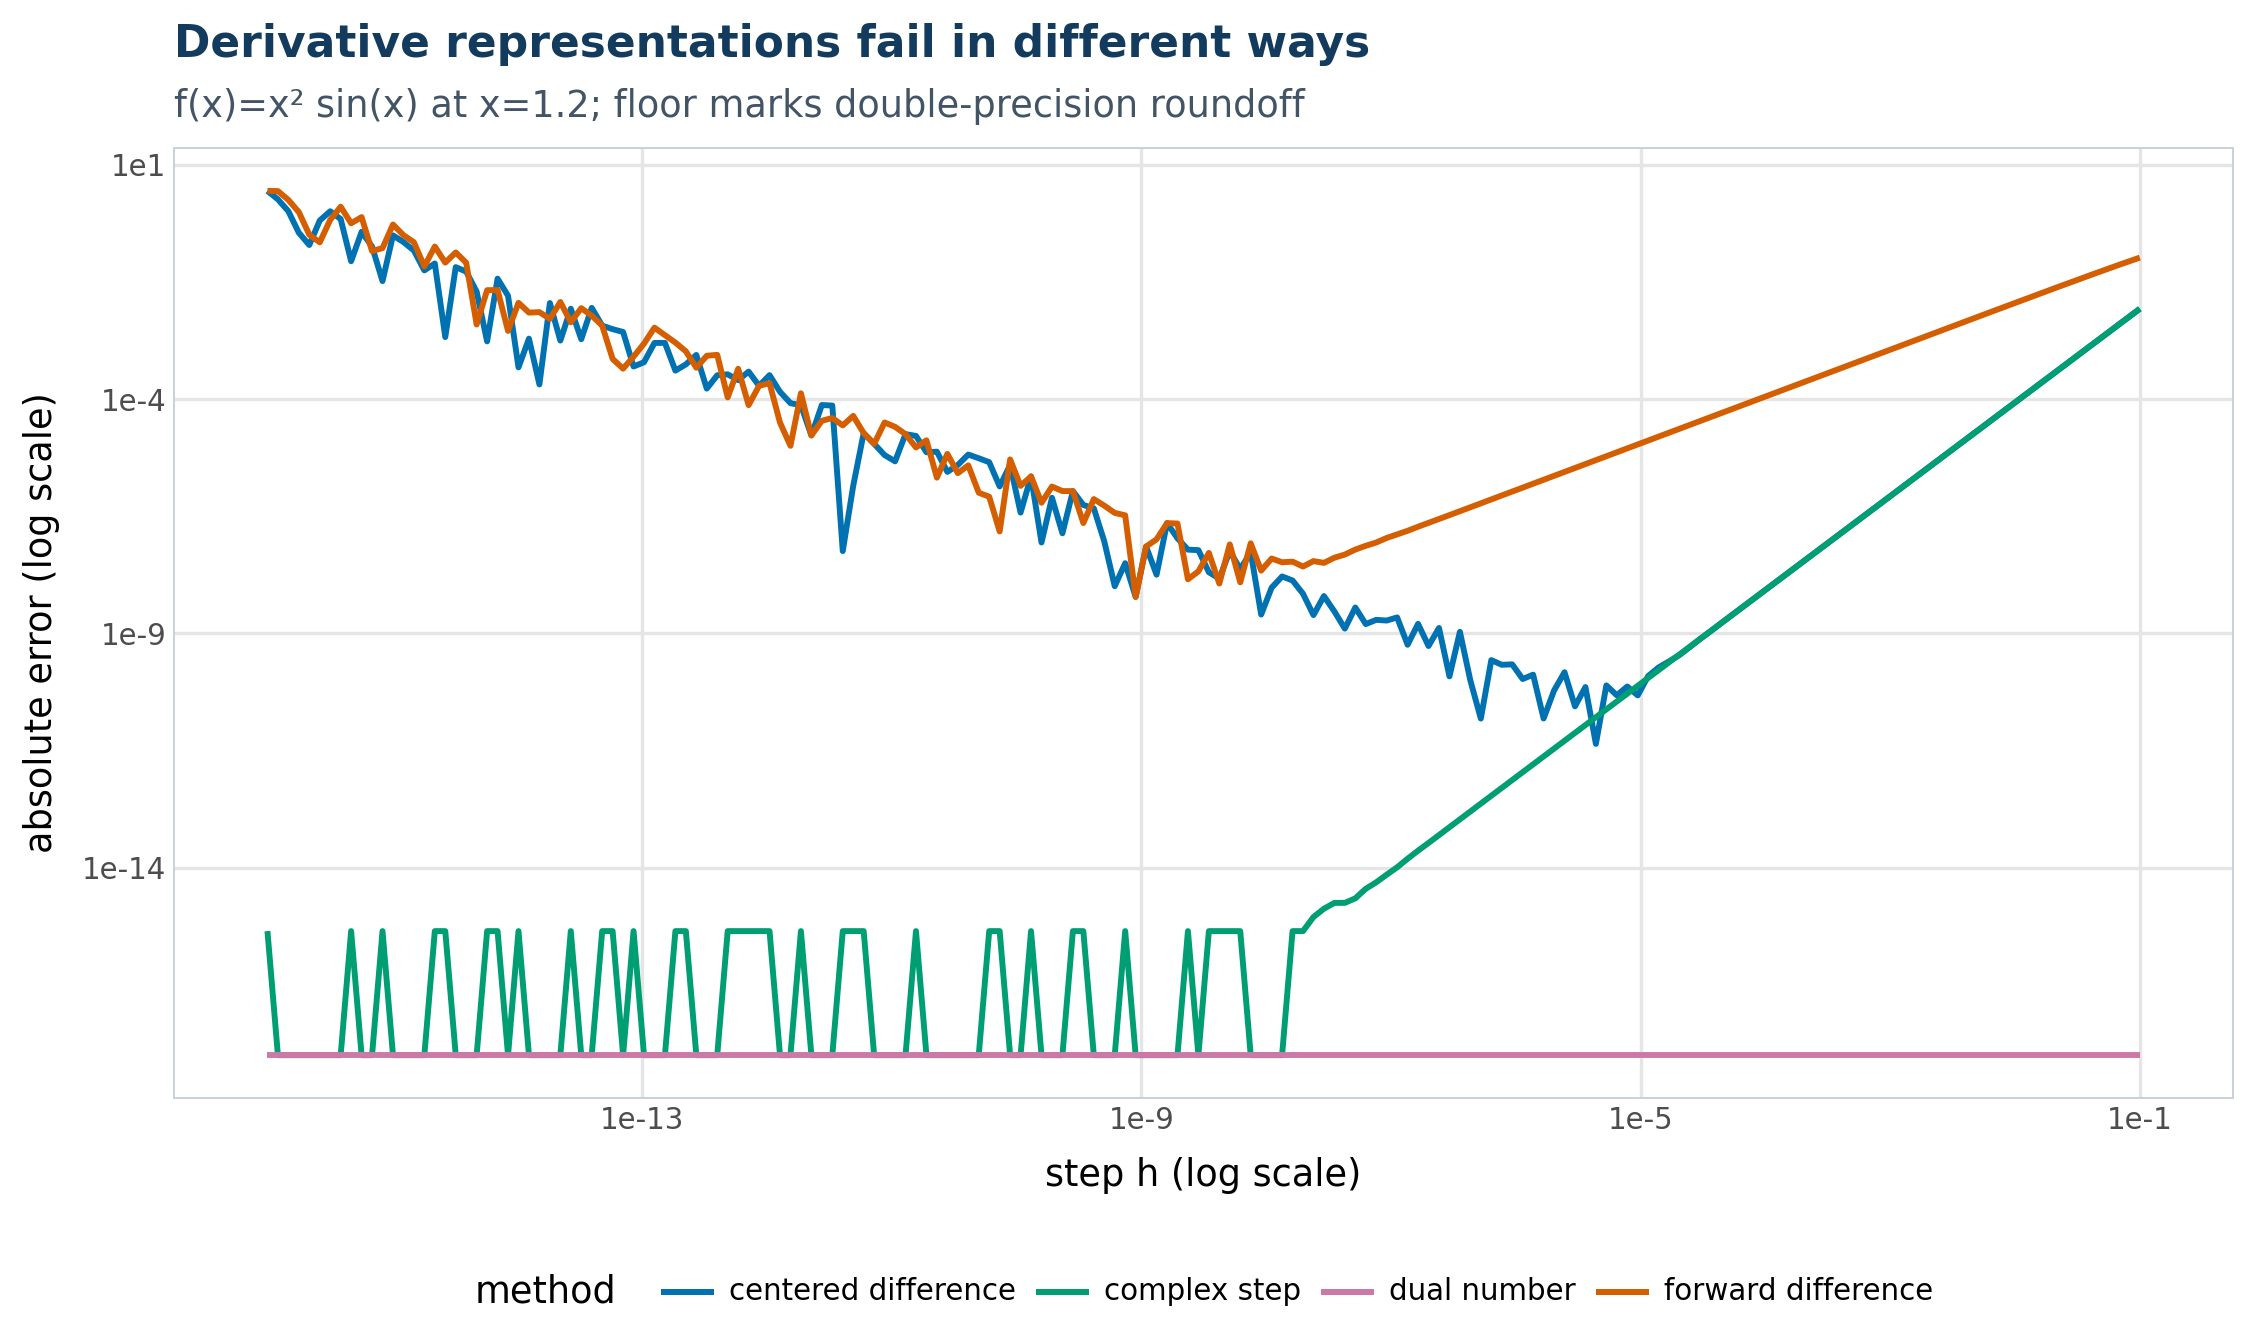 Derivative representations fail in different ways
f(x)=x² sin(x) at x=1.2; floor marks double-precision roundoff
absolute error (log scale)
1e1
1e-4
1e-9
1e-14
1e-13 1e-9 1e-5 1e-1
step h (log scale)
method centered difference complex step dual number forward difference